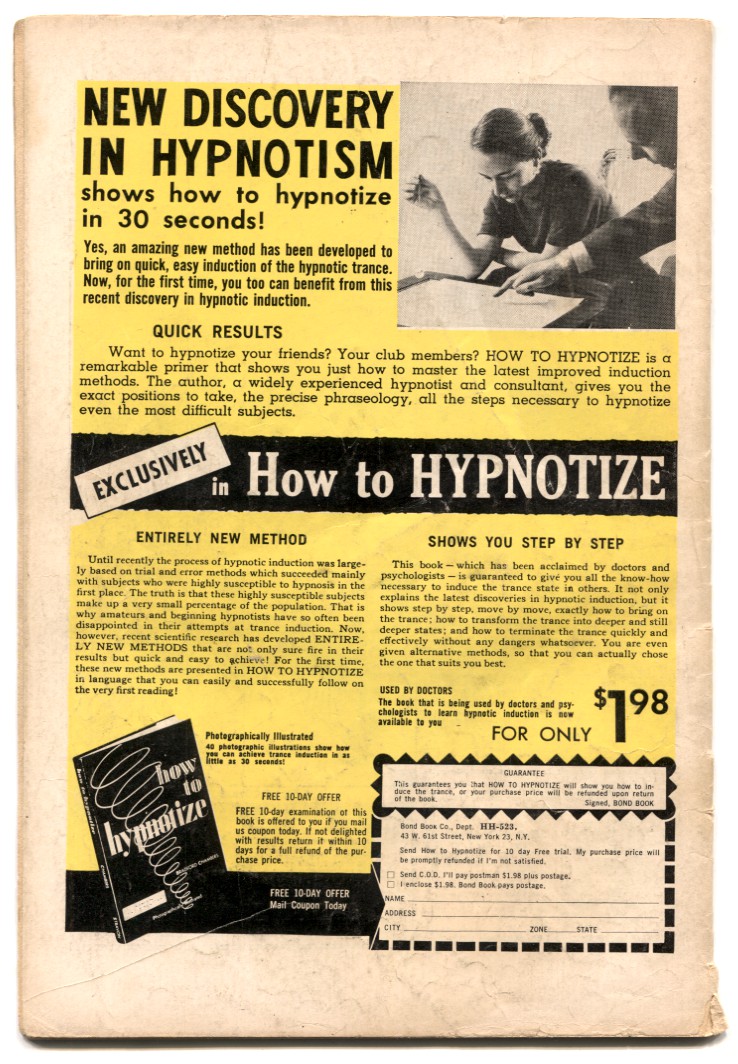 NEW DISCOVERY
IN HYPNOTISM
shows how to hypnotize
in 30 seconds!
Yes, an amazing new method has been developed to
bring on quick, easy induction of the hypnotic trance.
Now, for the first time, you too can benefit from this
recent discovery in hypnotic induction.
QUICK RESULTS
Want to hypnotize your friends? Your club members? HOW TO HYPNOTIZE is a
remarkable primer that shows you just how to master the latest improved induction
methods. The author, a widely experienced hypnotist and consultant, gives you the
exact positions to take, the precise phraseology, all the steps necessary to hypnotize
even the most difficult subjects.
EXCLUSIVELY
in How to HYPNOTIZE
ENTIRELY NEW METHOD
Until recently the process of hypnotic induction was large-
ly based on trial and error methods which succeeded mainly
with subjects who were highly susceptible to hypnosis in the
first place. The truth is that these highly susceptible subjects
make up a very small percentage of the population. That is
why amateurs and beginning hypnotists have so often been
disappointed in their attempts at trance induction. Now,
however, recent scientific research has developed ENTIRE-
LY NEW METHODS that are not only sure fire in their
results but quick and easy to achieve! For the first time,
these new methods are presented in HOW TO HYPNOTIZE
in language that you can easily and successfully follow on
the very first reading!
SHOWS YOU STEP BY STEP
This book — which has been acclaimed by doctors and
psychologists — is guaranteed to give you all the know-how
necessary to induce the trance state in others. It not only
explains the latest discoveries in hypnotic induction, but it
shows step by step, move by move, exactly how to bring on
the trance; how to transform the trance into deeper and still
deeper states; and how to terminate the trance quickly and
effectively without any dangers whatsoever. You are even
given alternative methods, so that you can actually chose
the one that suits you best.
USED BY DOCTORS
The book that is being used by doctors and psy-
chologists to learn hypnotic induction is now
available to you
FOR ONLY $1.98
how
to
hypnotize
Photographically Illustrated
40 photographic illustrations show how
you can achieve trance induction in as
little as 30 seconds!
FREE 10-DAY OFFER
FREE 10-day examination of this
book is offered to you if you mail
us coupon today. If not delighted
with results return it within 10
days for a full refund of the pur-
chase price.
FREE 10-DAY OFFER
Mail Coupon Today
GUARANTEE
This guarantees you that HOW TO HYPNOTIZE will show you how to in-
duce the trance, or your purchase price will be refunded upon return
of the book. Signed, BOND BOOK
Bond Book Co., Dept. HH-523,
43 W. 61st Street, New York 23, N.Y.
Send How to Hypnotize for 10 day Free trial. My purchase price will
be promptly refunded if I'm not satisfied.
Send C.O.D. I'll pay postman $1.98 plus postage.
I enclose $1.98. Bond Book pays postage.
NAME
ADDRESS
CITY ZONE STATE